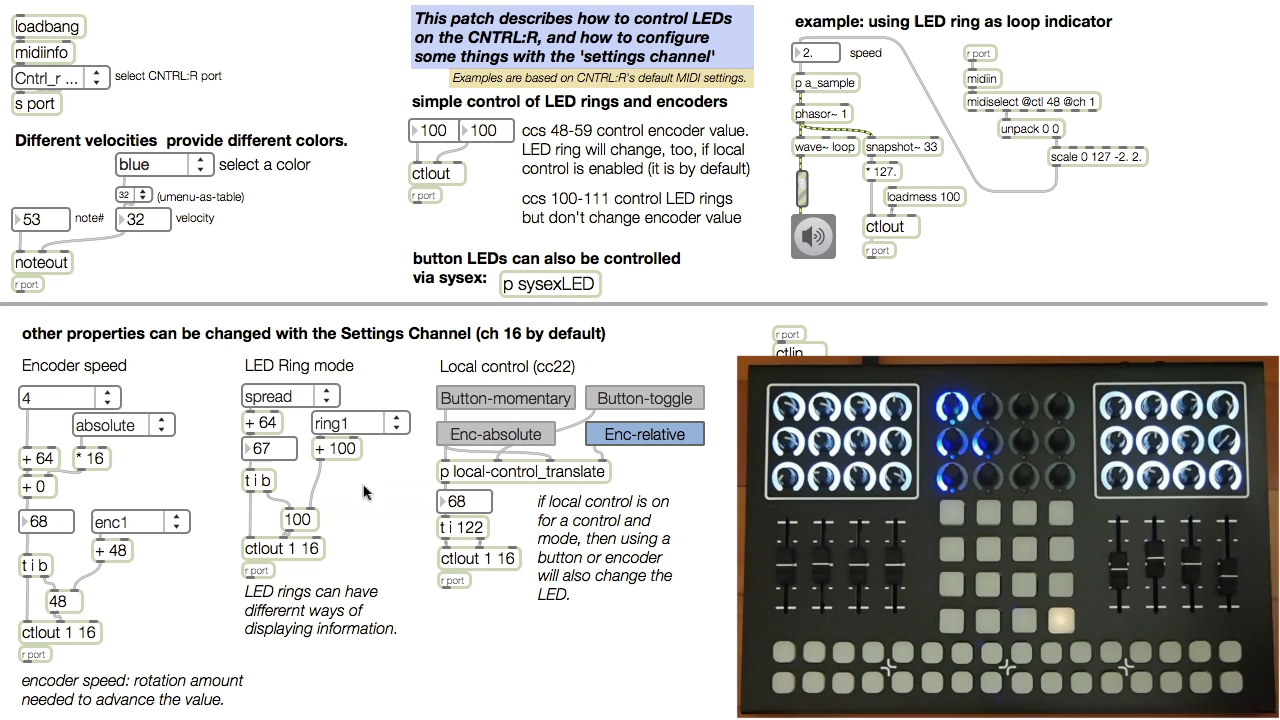 loadbang
midiinfo
Cntrl_r ...
select CNTRL:R port
s port
Different velocities provide different colors.
blue
select a color
32
(umenu-as-table)
53
note#
32
velocity
noteout
r port
This patch describes how to control LEDs
on the CNTRL:R, and how to configure
some things with the 'settings channel'
Examples are based on CNTRL:R's default MIDI settings.
simple control of LED rings and encoders
100
100
ctlout
r port
ccs 48-59 control encoder value.
LED ring will change, too, if local
control is enabled (it is by default)
ccs 100-111 control LED rings
but don't change encoder value
button LEDs can also be controlled
via sysex:
p sysexLED
example: using LED ring as loop indicator
2.
speed
p a_sample
phasor~ 1
wave~ loop
snapshot~ 33
* 127.
loadmess 100
ctlout
r port
r port
midiin
midiselect @ctl 48 @ch 1
unpack 0 0
scale 0 127 -2. 2.
other properties can be changed with the Settings Channel (ch 16 by default)
Encoder speed
4
absolute
+ 64
* 16
+ 0
68
enc1
+ 48
t i b
48
ctlout 1 16
r port
encoder speed: rotation amount
needed to advance the value.
LED Ring mode
spread
+ 64
ring1
67
+ 100
t i b
100
ctlout 1 16
r port
LED rings can have
differernt ways of
displaying information.
Local control (cc22)
Button-momentary
Button-toggle
Enc-absolute
Enc-relative
p local-control_translate
68
t i 122
ctlout 1 16
r port
if local control is on
for a control and
mode, then using a
button or encoder
will also change the
LED.
r port
ctlin